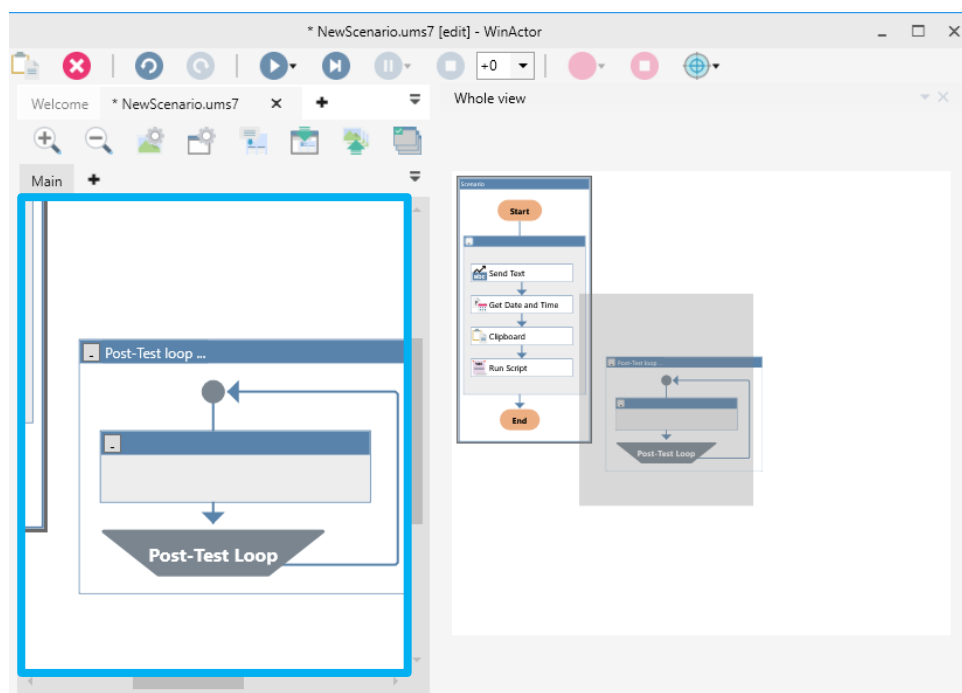 * NewScenario.ums7 [edit] - WinActor
+0
Welcome
* NewScenario.ums7
Whole view
Main
Post-Test loop ...
Post-Test Loop
Scenario
Start
Send Text
Get Date and Time
Clipboard
Run Script
End
Post-Test loop ...
Post-Test Loop